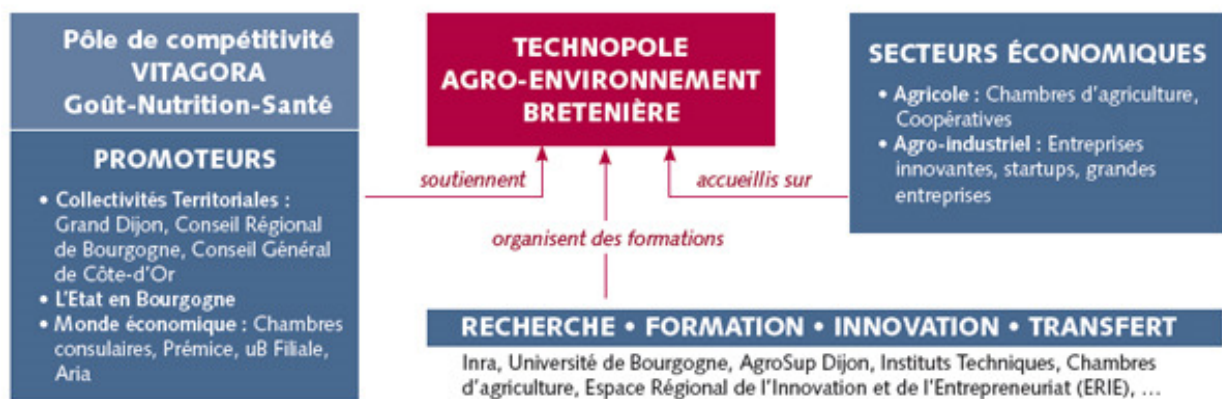 Pôle de compétitivité
VITAGORA
Goût-Nutrition-Santé
PROMOTEURS
• Collectivités Territoriales :
Grand Dijon, Conseil Régional
de Bourgogne, Conseil Général
de Côte-d'Or
• L'Etat en Bourgogne
• Monde économique : Chambres
consulaires, Prémice, uB Filiale,
Aria
TECHNOPOLE
AGRO-ENVIRONNEMENT
BRETENIÈRE
soutiennent
accueillis sur
organisent des formations
SECTEURS ÉCONOMIQUES
• Agricole : Chambres d'agriculture,
Coopératives
• Agro-industriel : Entreprises
innovantes, startups, grandes
entreprises
RECHERCHE • FORMATION • INNOVATION • TRANSFERT
Inra, Université de Bourgogne, AgroSup Dijon, Instituts Techniques, Chambres
d'agriculture, Espace Régional de l'Innovation et de l'Entrepreneuriat (ERIE), ...